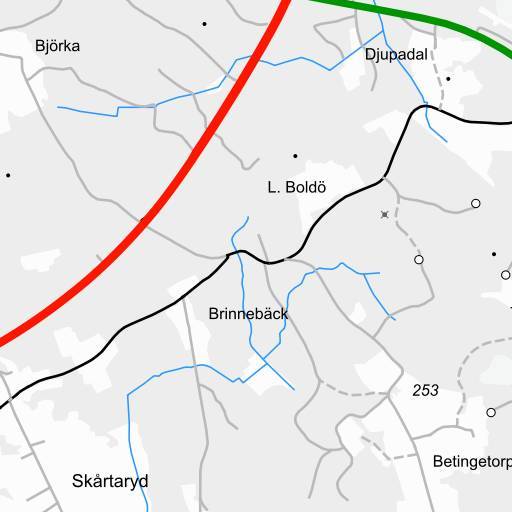 Björka
Djupadal
L. Boldö
Brinnebäck
253
Betingetorp
Skårtaryd